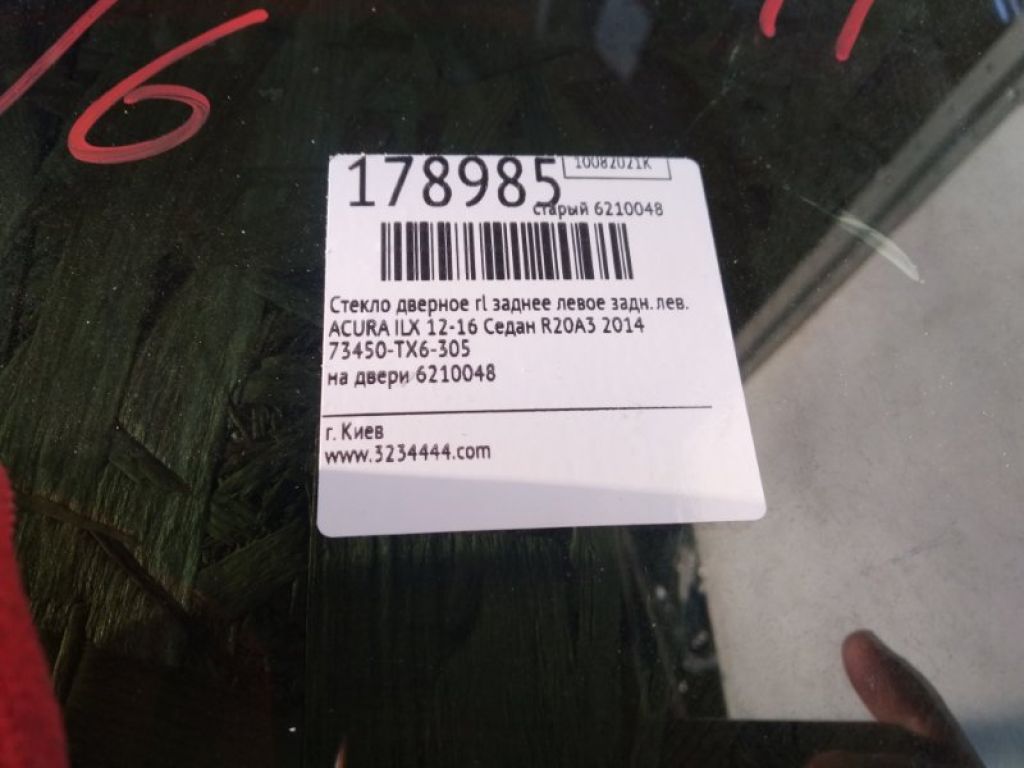 16
178985
10082021K
старый 6210048
Стекло дверное rl заднее левое задн.лев.
ACURA ILX 12-16 Седан R20A3 2014
73450-TX6-305
на двери 6210048
г. Киев
www.3234444.com